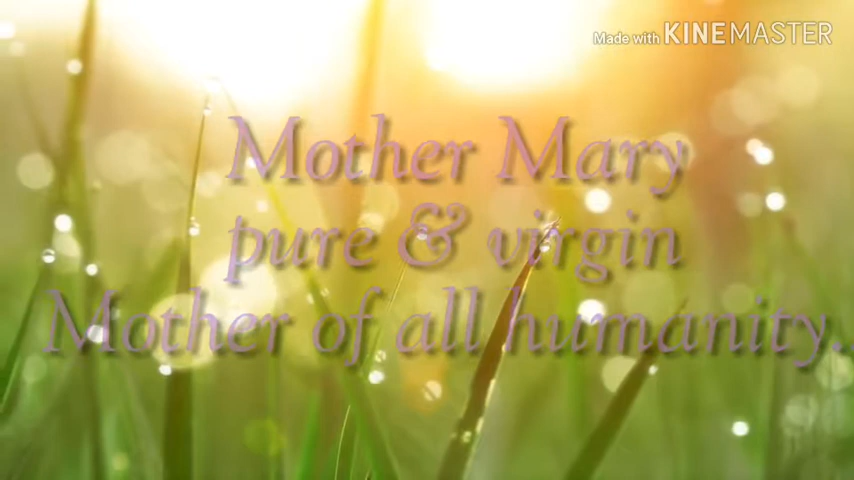 Made with KINEMASTER
Mother Mary
pure & virgin
Mother of all humanity.